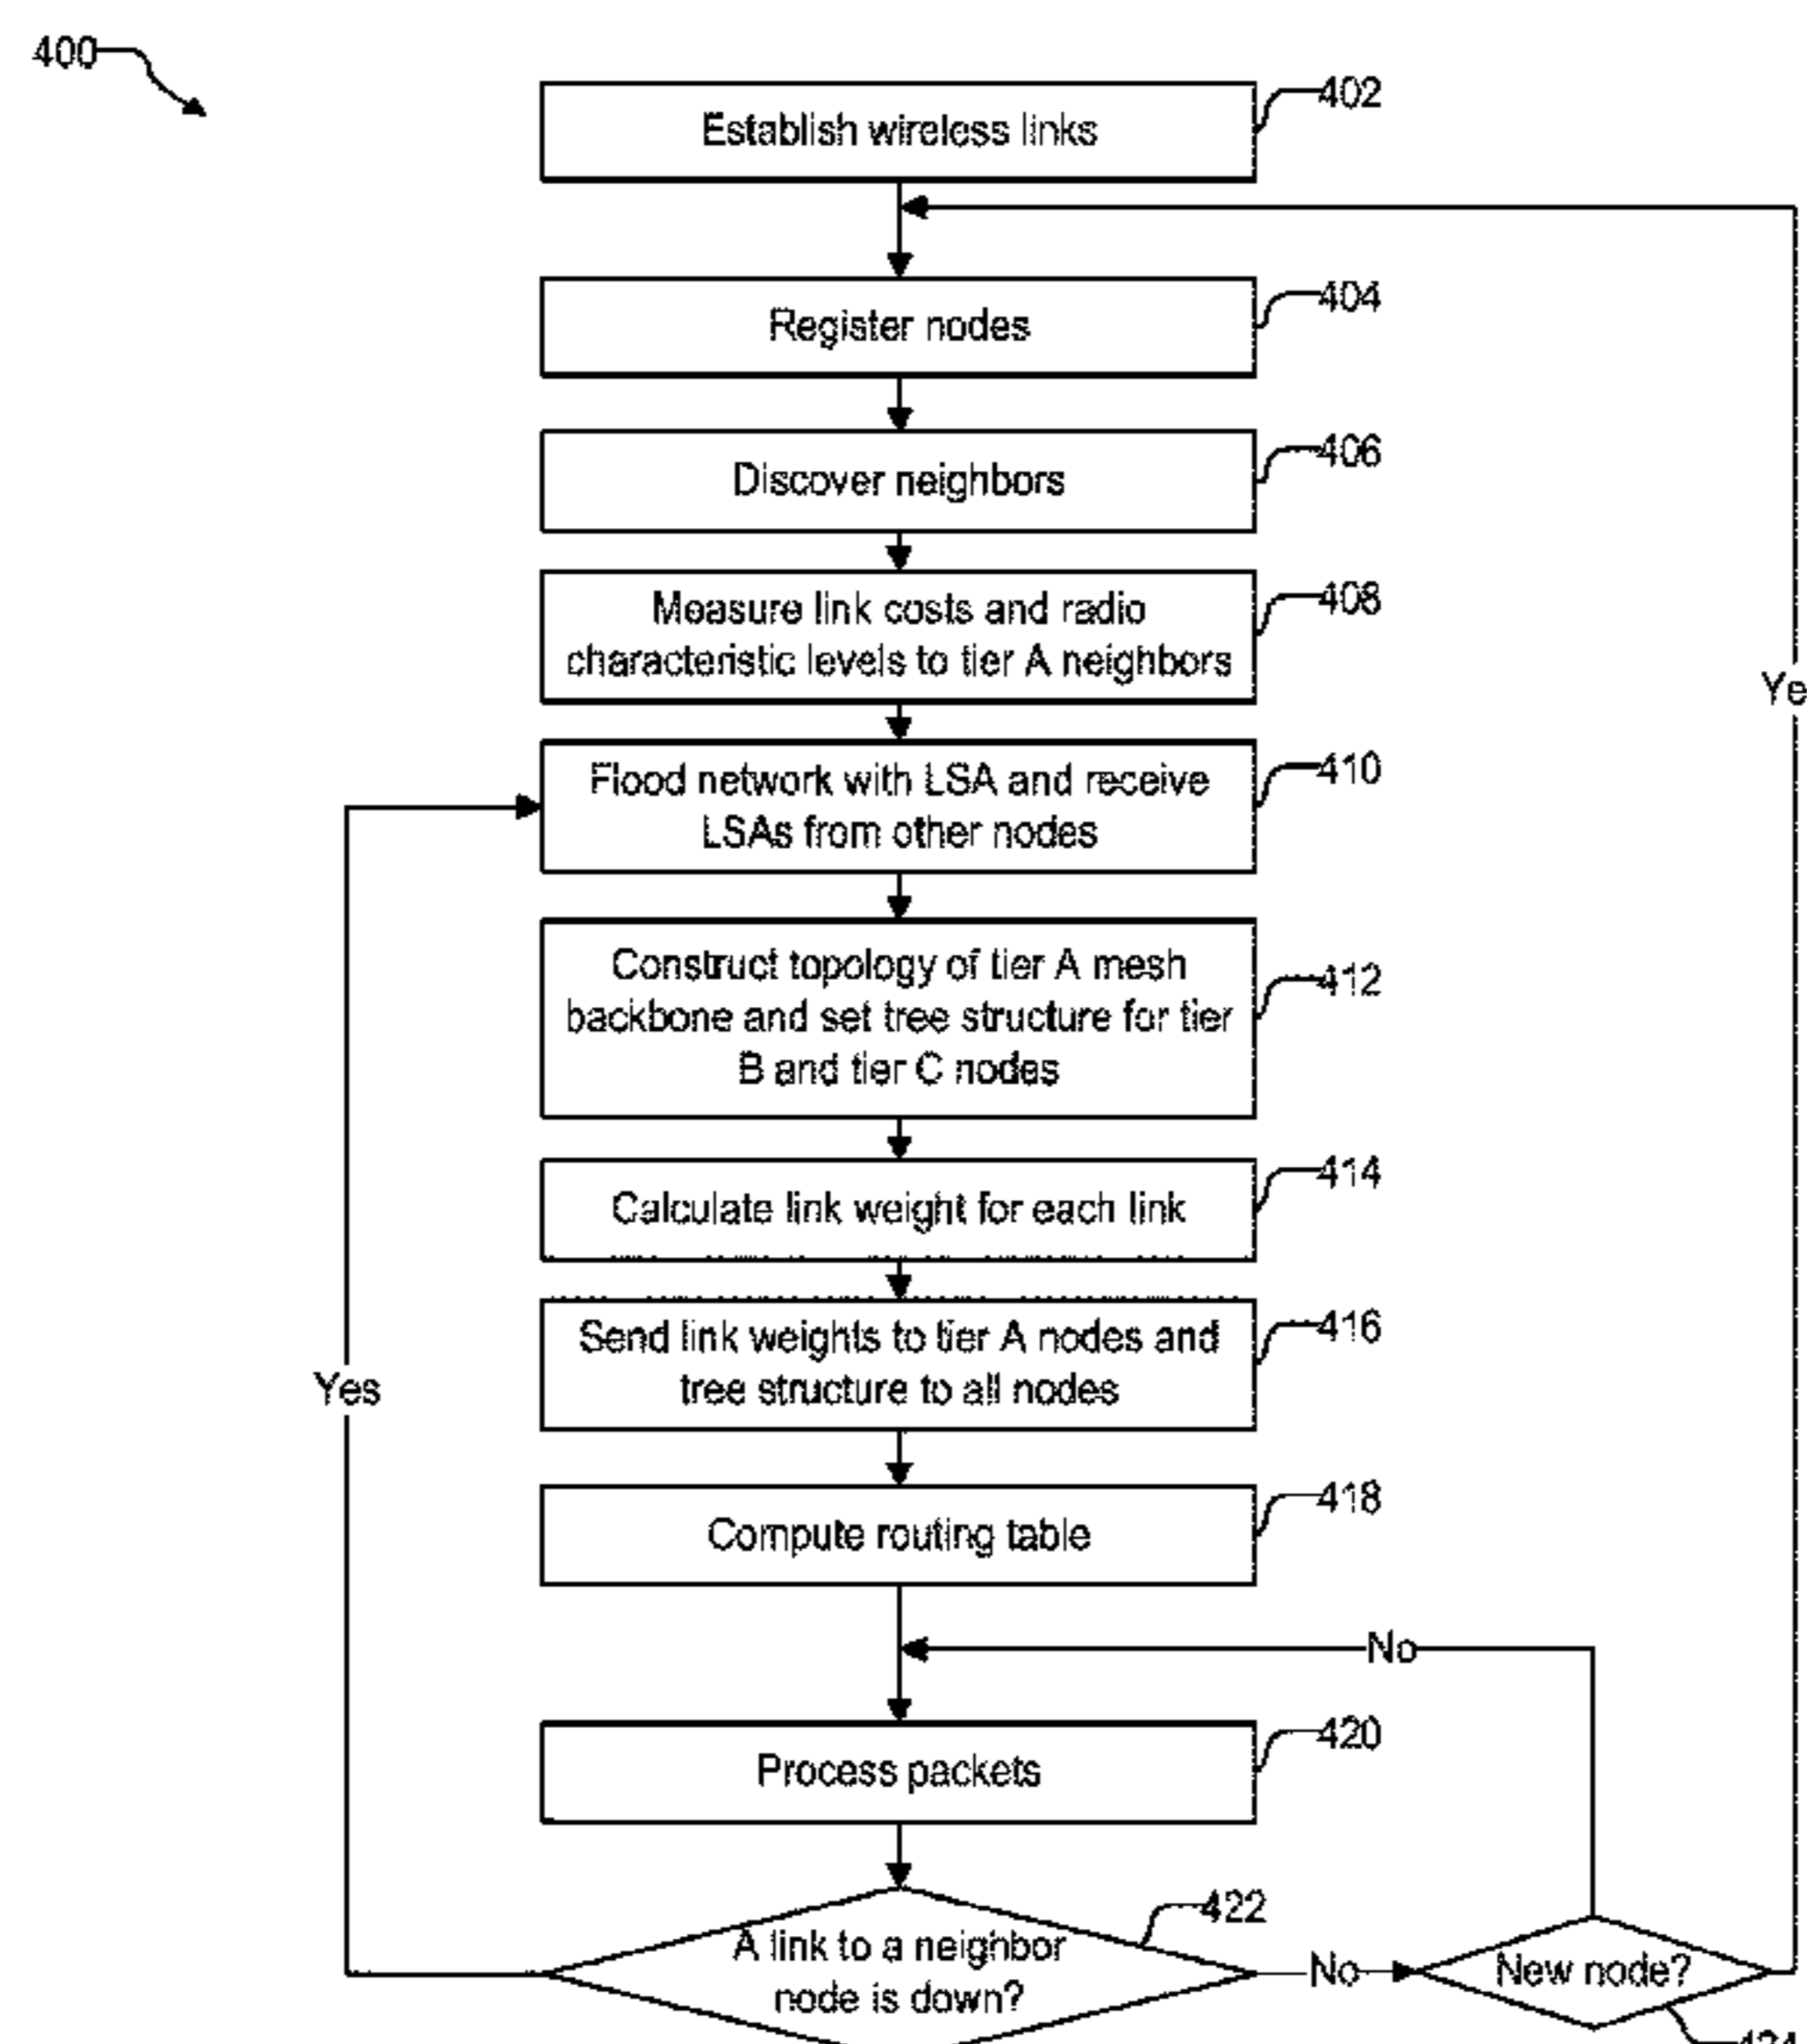 400
Establish wireless links
402
Register nodes
404
Discover neighbors
406
Measure link costs and radio
characteristic levels to tier A neighbors
408
Ye
Flood network with LSA and receive
LSAs from other nodes
410
Construct topology of tier A mesh
backbone and set tree structure for tier
B and tier C nodes
412
Calculate link weight for each link
414
Send link weights to tier A nodes and
tree structure to all nodes
416
Yes
Compute routing table
418
No
Process packets
420
A link to a neighbor
node is down?
422
No
New node?